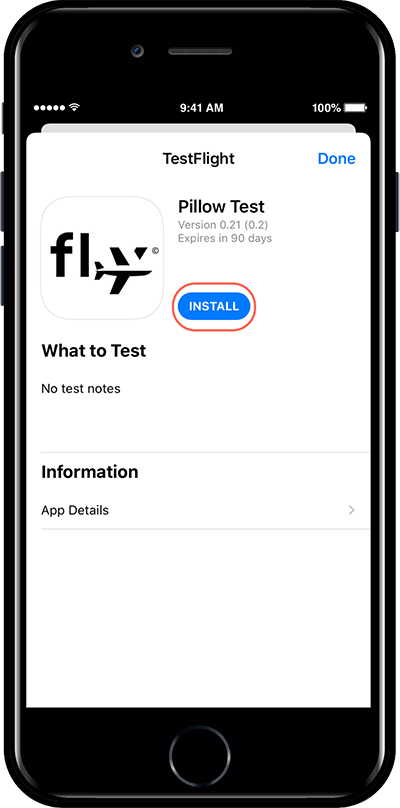 9:41 AM
100%
TestFlight
Done
fly©
Pillow Test
Version 0.21 (0.2)
Expires in 90 days
INSTALL
What to Test
No test notes
Information
App Details